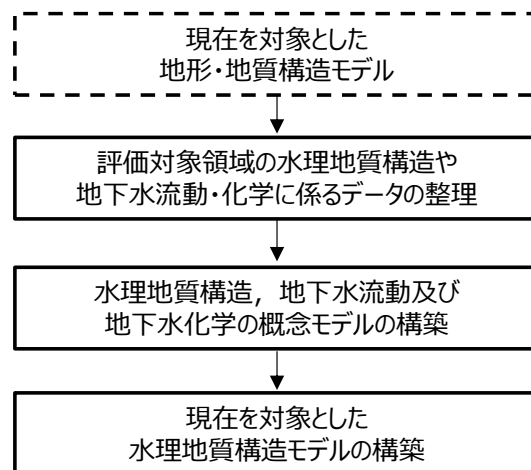 現在を対象とした
地形・地質構造モデル
評価対象領域の水理地質構造や
地下水流動・化学に係るデータの整理
水理地質構造，地下水流動及び
地下水化学の概念モデルの構築
現在を対象とした
水理地質構造モデルの構築